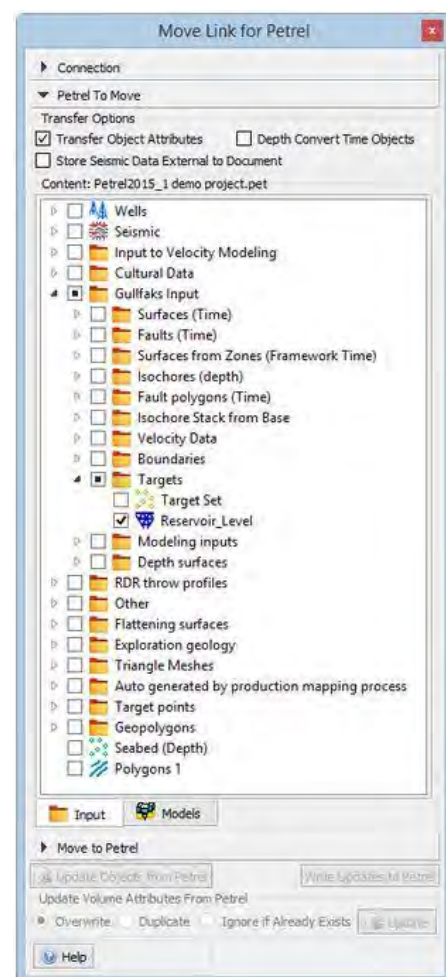 Move Link for Petrel
x
Connection
Petrel To Move
Transfer Options
Transfer Object Attributes Depth Convert Time Objects
Store Seismic Data External to Document
Content: Petrel2015_1 demo project.pet
Wells
Seismic
Input to Velocity Modeling
Cultural Data
Gullfaks Input
Surfaces (Time)
Faults (Time)
Surfaces from Zones (Framework Time)
Isochores (depth)
Fault polygons (Time)
Isochore Stack from Base
Velocity Data
Boundaries
Targets
Target Set
Reservoir_Level
Modeling inputs
Depth surfaces
RDR throw profiles
Other
Flattening surfaces
Exploration geology
Triangle Meshes
Auto generated by production mapping process
Target points
Geopolygons
Seabed (Depth)
Polygons 1
Input Models
Move to Petrel
Update Objects from Petrel Write Updates to Petrel
Update Volume Attributes From Petrel
Overwrite Duplicate Ignore if Already Exists Update
Help